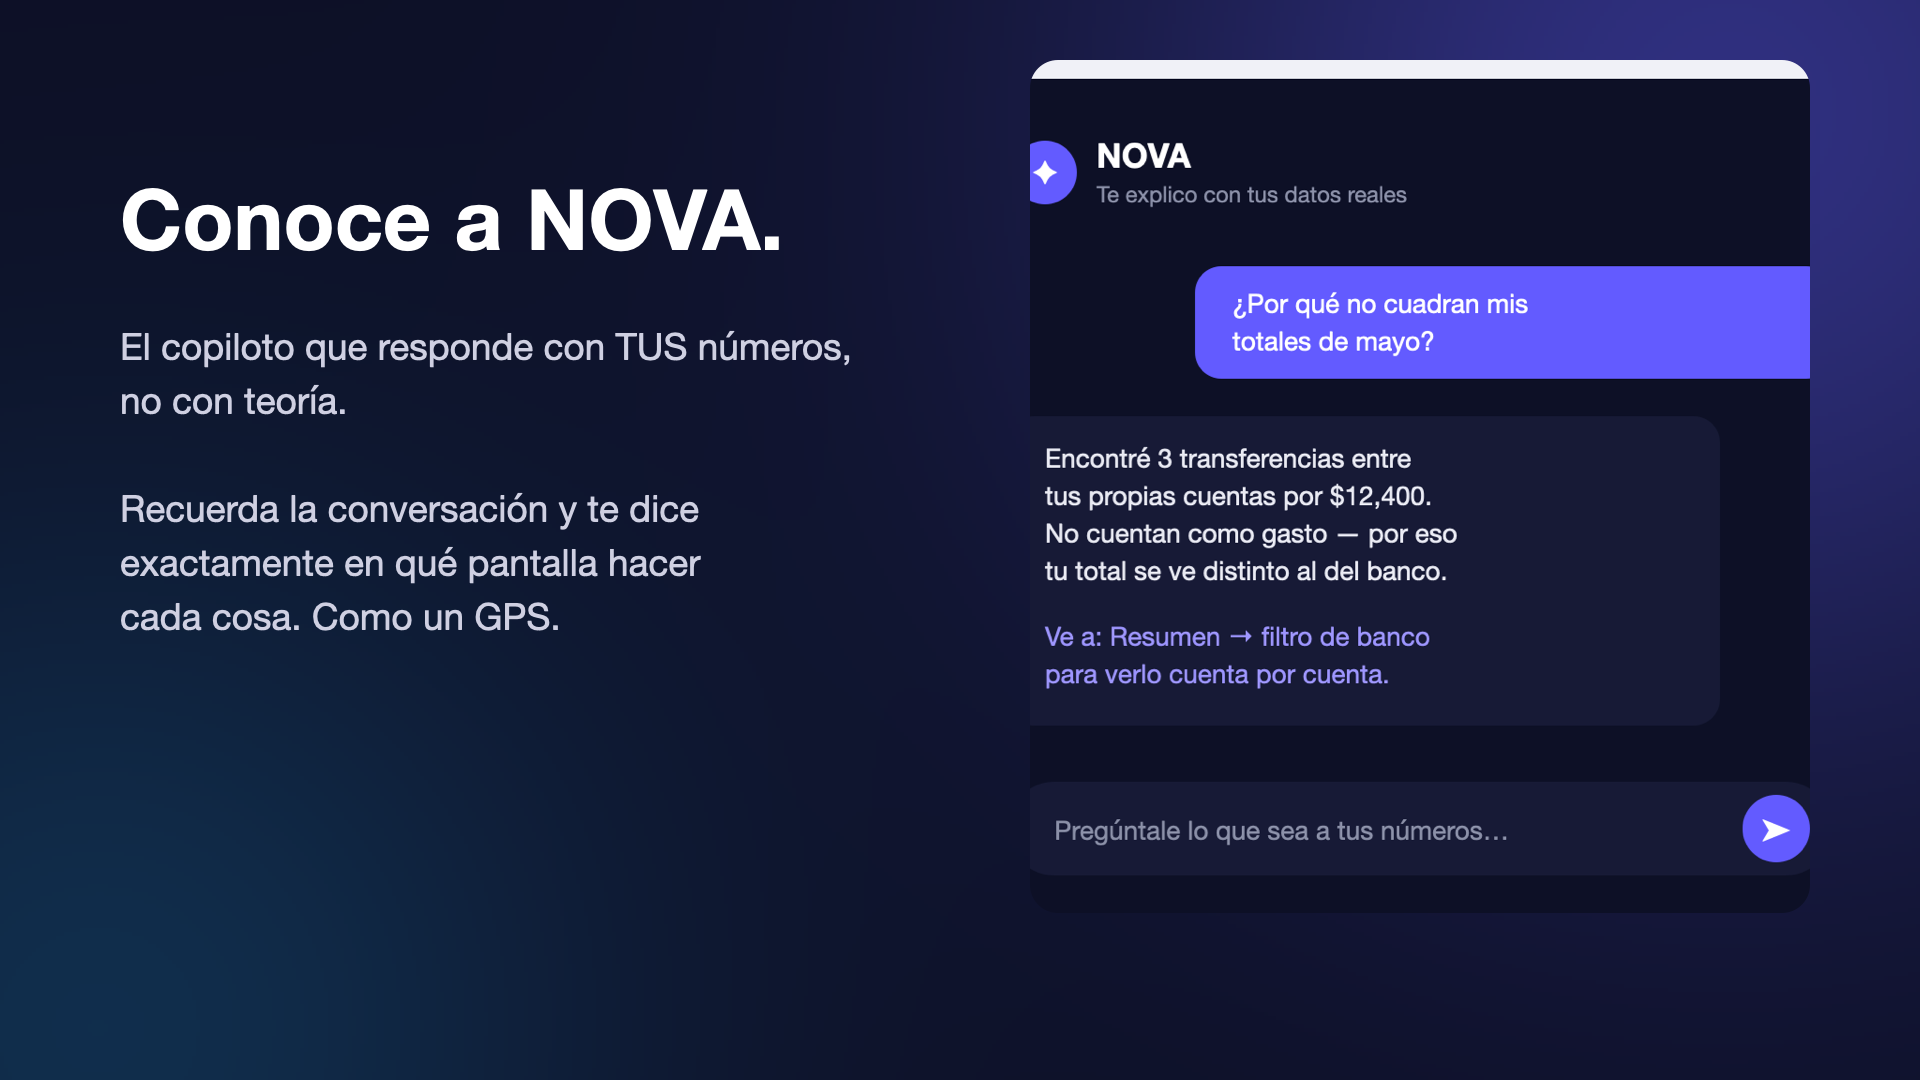 Conoce a NOVA.
El copiloto que responde con TUS números,
no con teoría.
Recuerda la conversación y te dice
exactamente en qué pantalla hacer
cada cosa. Como un GPS.
NOVA
Te explico con tus datos reales
¿Por qué no cuadran mis
totales de mayo?
Encontré 3 transferencias entre
tus propias cuentas por $12,400.
No cuentan como gasto — por eso
tu total se ve distinto al del banco.
Ve a: Resumen → filtro de banco
para verlo cuenta por cuenta.
Pregúntale lo que sea a tus números…